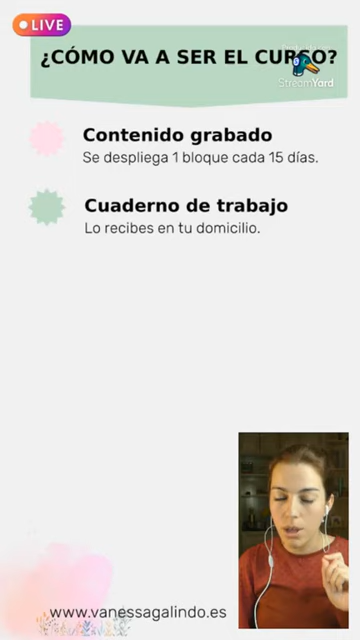 LIVE
¿CÓMO VA A SER EL CURSO?
StreamYard
Contenido grabado
Se despliega 1 bloque cada 15 días.
Cuaderno de trabajo
Lo recibes en tu domicilio.
www.vanessagalindo.es